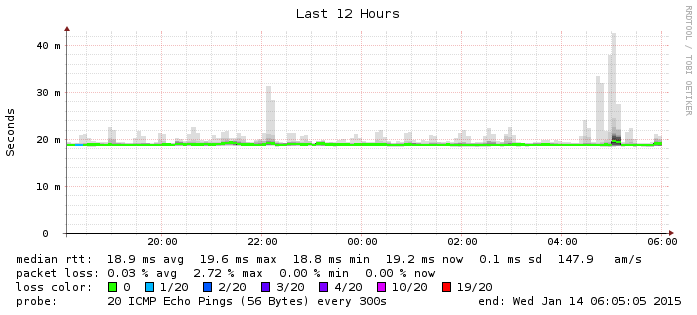 Last 12 Hours
RRDTOOL / TOBI OETIKER
Seconds
40 m
30 m
20 m
10 m
0
20:00 22:00 00:00 02:00 04:00 06:00
median rtt: 18.9 ms avg 19.6 ms max 18.8 ms min 19.2 ms now 0.1 ms sd 147.9 am/s
packet loss: 0.03 % avg 2.72 % max 0.00 % min 0.00 % now
loss color: 0 1/20 2/20 3/20 4/20 10/20 19/20
probe: 20 ICMP Echo Pings (56 Bytes) every 300s end: Wed Jan 14 06:05:05 2015